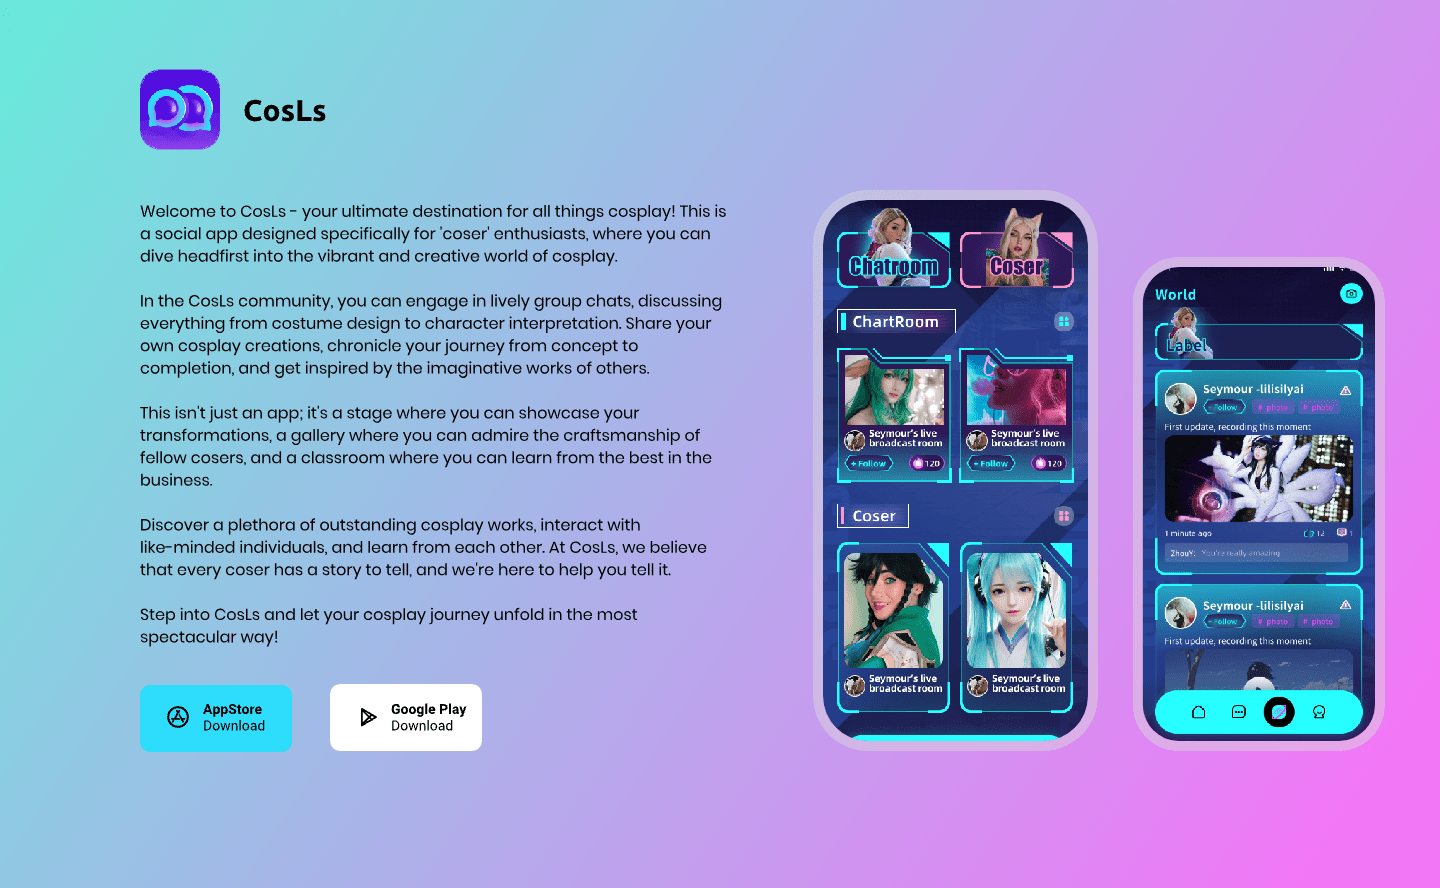 CosLs
Welcome to CosLs - your ultimate destination for all things cosplay! This is
a social app designed specifically for 'coser' enthusiasts, where you can
dive headfirst into the vibrant and creative world of cosplay.
In the CosLs community, you can engage in lively group chats, discussing
everything from costume design to character interpretation. Share your
own cosplay creations, chronicle your journey from concept to
completion, and get inspired by the imaginative works of others.
This isn't just an app; it's a stage where you can showcase your
transformations, a gallery where you can admire the craftsmanship of
fellow cosers, and a classroom where you can learn from the best in the
business.
Discover a plethora of outstanding cosplay works, interact with
like-minded individuals, and learn from each other. At CosLs, we believe
that every coser has a story to tell, and we're here to help you tell it.
Step into CosLs and let your cosplay journey unfold in the most
spectacular way!
AppStore
Download
Google Play
Download
Chatroom
Coser
ChartRoom
Seymour's live
broadcast room
+ Follow
120
Seymour's live
broadcast room
+ Follow
120
Coser
Seymour's live
broadcast room
Seymour's live
broadcast room
World
Label
Seymour -lilisilyai
+ Follow
# photo
# photo
First update, recording this moment
1 minute ago
12
1
ZhouY: You're really amazing
Seymour -lilisilyai
+ Follow
# photo
# photo
First update, recording this moment